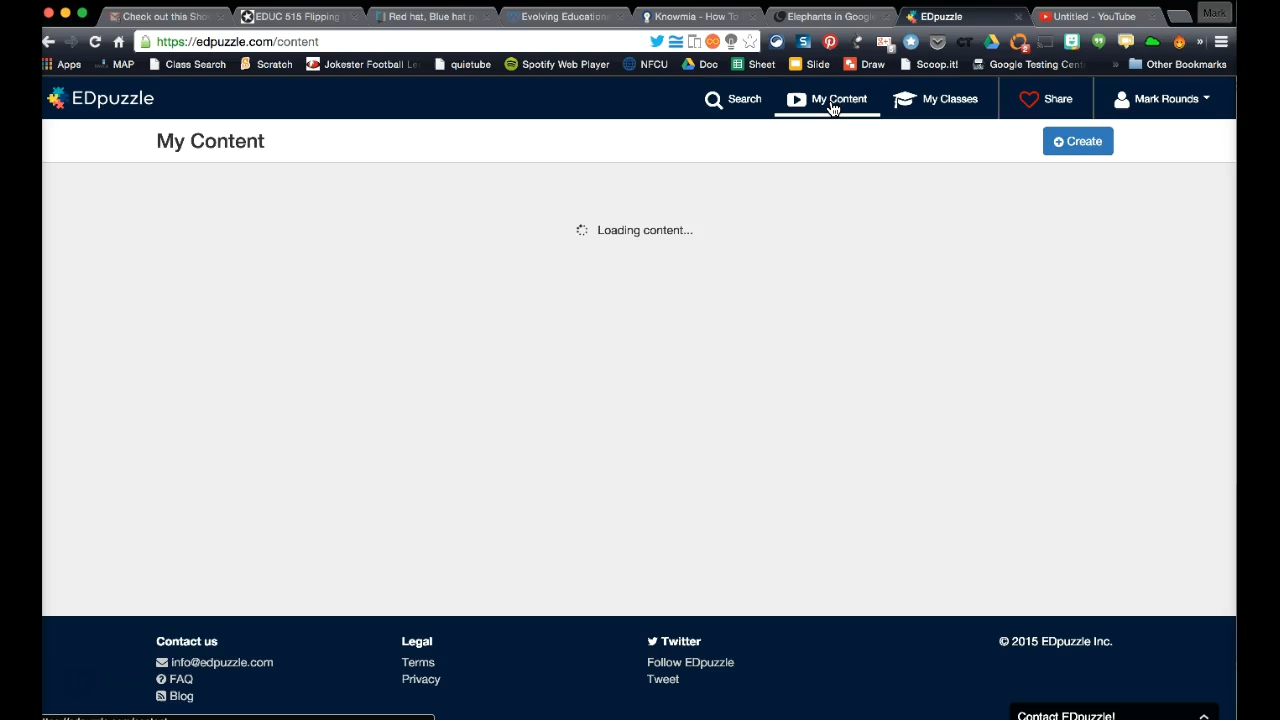 Check out this Sho
EDUC 515 Flipping
Red hat, Blue hat p
Evolving Educationa
Knowmia - How To
Elephants in Google
EDpuzzle
Untitled - YouTube
Mark
https://edpuzzle.com/content
Apps
MAP
Class Search
Scratch
Jokester Football Le
quietube
Spotify Web Player
NFCU
Doc
Sheet
Slide
Draw
Scoop.it!
Google Testing Cent
»
Other Bookmarks
EDpuzzle
Search
My Content
My Classes
Share
Mark Rounds
My Content
Create
Loading content...
Contact us
info@edpuzzle.com
FAQ
Blog
Legal
Terms
Privacy
Twitter
Follow EDpuzzle
Tweet
© 2015 EDpuzzle Inc.
Contact EDpuzzle!